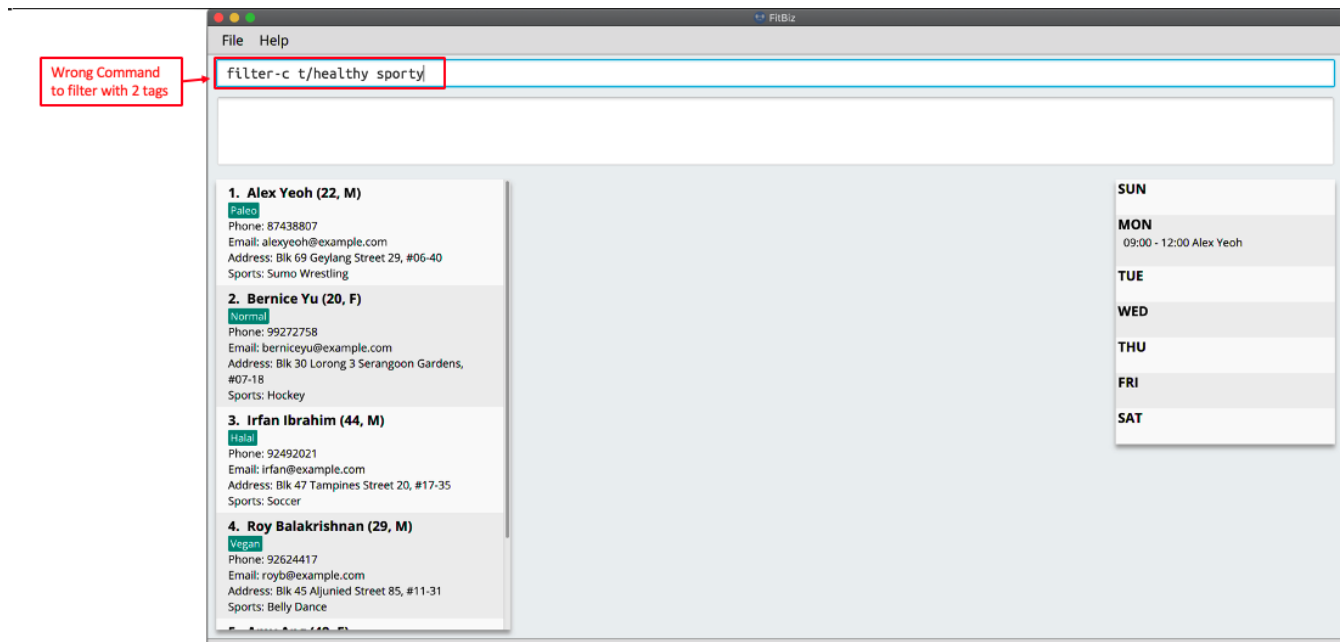 FitBiz
File Help
Wrong Command
to filter with 2 tags
filter-c t/healthy sporty
1. Alex Yeoh (22, M)
Paleo
Phone: 87438807
Email: alexyeoh@example.com
Address: Blk 69 Geylang Street 29, #06-40
Sports: Sumo Wrestling
2. Bernice Yu (20, F)
Normal
Phone: 99272758
Email: berniceyu@example.com
Address: Blk 30 Lorong 3 Serangoon Gardens,
#07-18
Sports: Hockey
3. Irfan Ibrahim (44, M)
Halal
Phone: 92492021
Email: irfan@example.com
Address: Blk 47 Tampines Street 20, #17-35
Sports: Soccer
4. Roy Balakrishnan (29, M)
Vegan
Phone: 92624417
Email: royb@example.com
Address: Blk 45 Aljunied Street 85, #11-31
Sports: Belly Dance
SUN
MON
09:00 - 12:00 Alex Yeoh
TUE
WED
THU
FRI
SAT